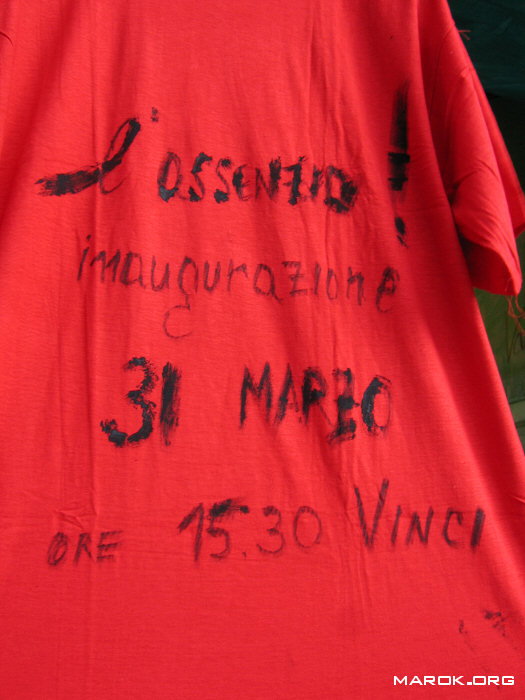 l'OSSENZIO!
inaugurazione
31 MARZO
ORE 15.30 VINCI
MAROK.ORG